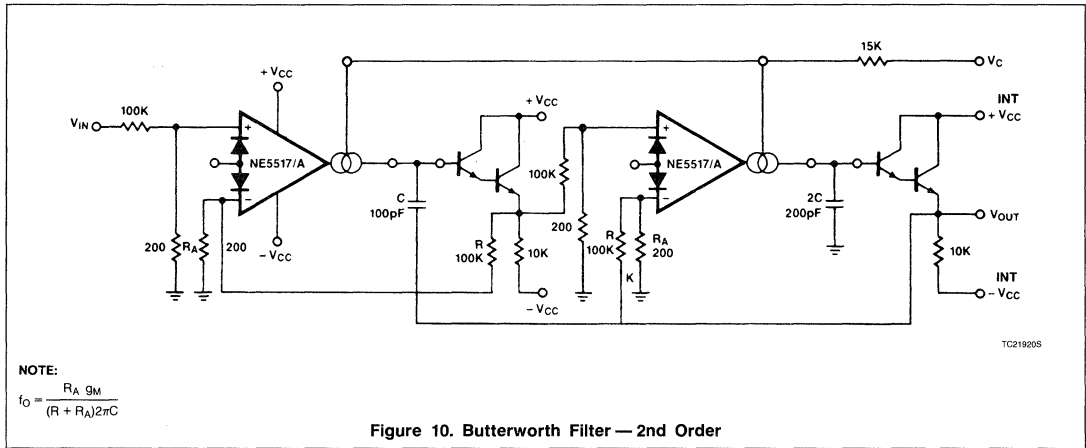 15K
VC
+ VCC
+ VCC
INT
+ VCC
100K
VIN
+
NE5517/A
−
+
NE5517/A
−
100K
C
100pF
2C
200pF
VOUT
200
RA
200
− VCC
R
100K
10K
200
R
100K
RA
200
10K
K
− VCC
INT
− VCC
TC21920S
NOTE:
fO = RA gM
(R + RA)2πC
Figure 10. Butterworth Filter — 2nd Order